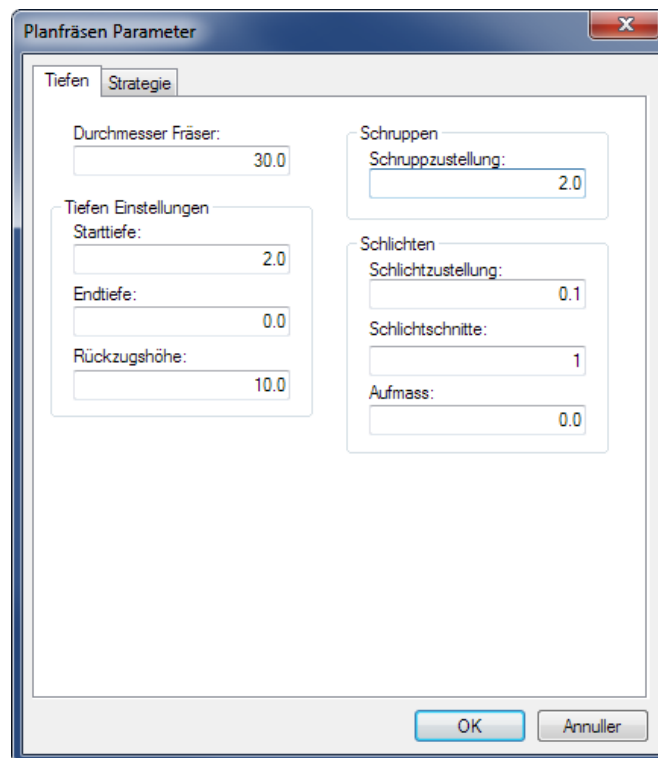 Planfräsen Parameter
Tiefen
Strategie
Durchmesser Fräser:
30.0
Tiefen Einstellungen
Starttiefe:
2.0
Endtiefe:
0.0
Rückzugshöhe:
10.0
Schruppen
Schruppzustellung:
2.0
Schlichten
Schlichtzustellung:
0.1
Schlichtschnitte:
1
Aufmass:
0.0
OK
Annuller